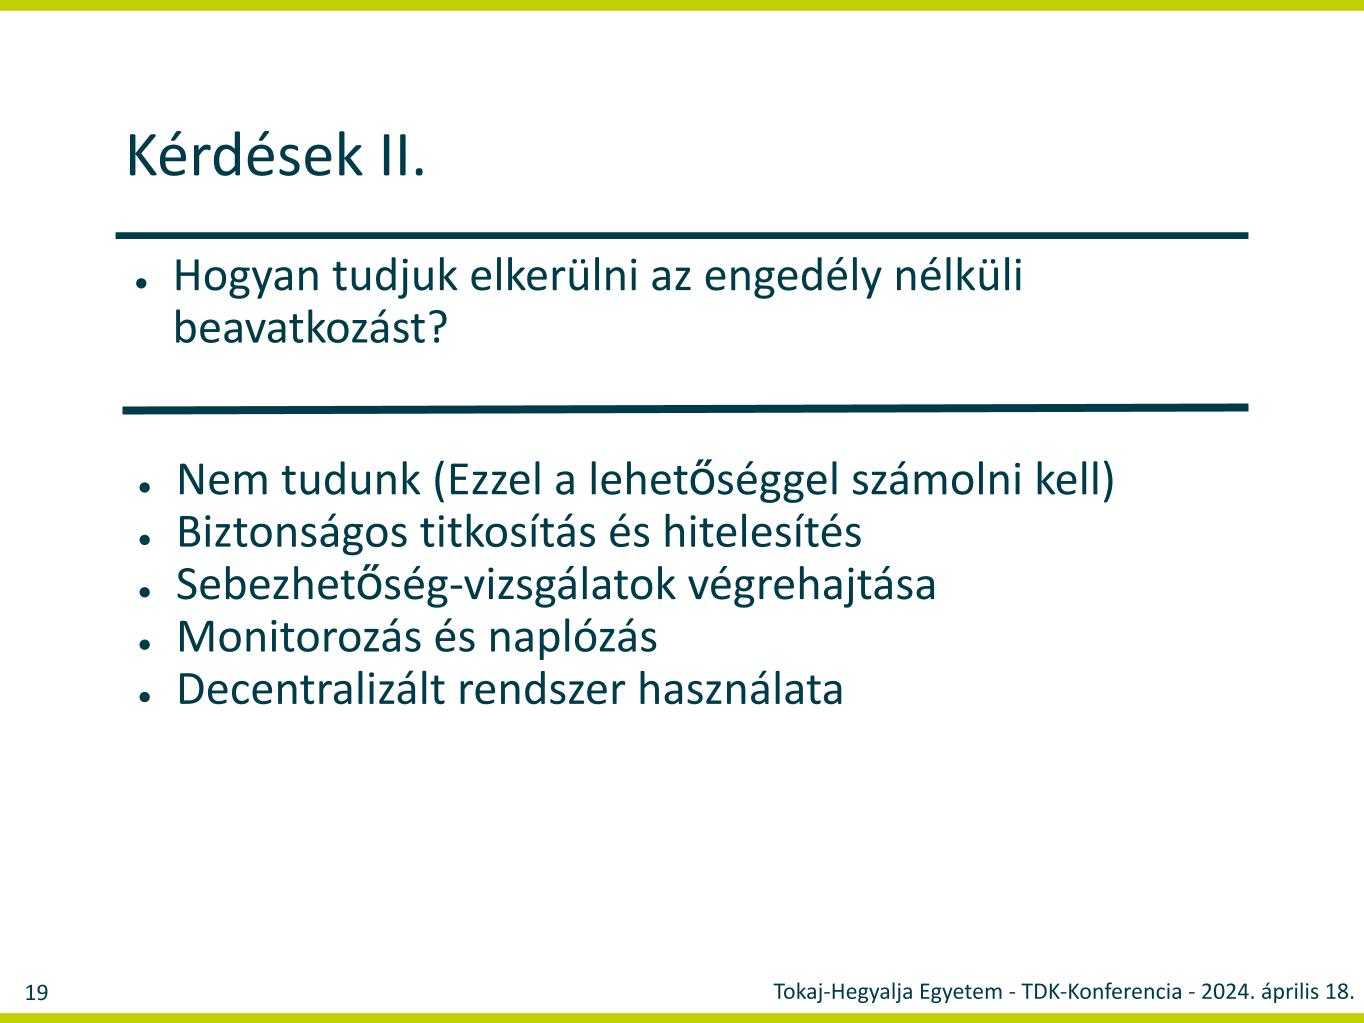 Kérdések II.
● Hogyan tudjuk elkerülni az engedély nélküli
beavatkozást?
● Nem tudunk (Ezzel a lehetőséggel számolni kell)
● Biztonságos titkosítás és hitelesítés
● Sebezhetőség-vizsgálatok végrehajtása
● Monitorozás és naplózás
● Decentralizált rendszer használata
19
Tokaj-Hegyalja Egyetem - TDK-Konferencia - 2024. április 18.